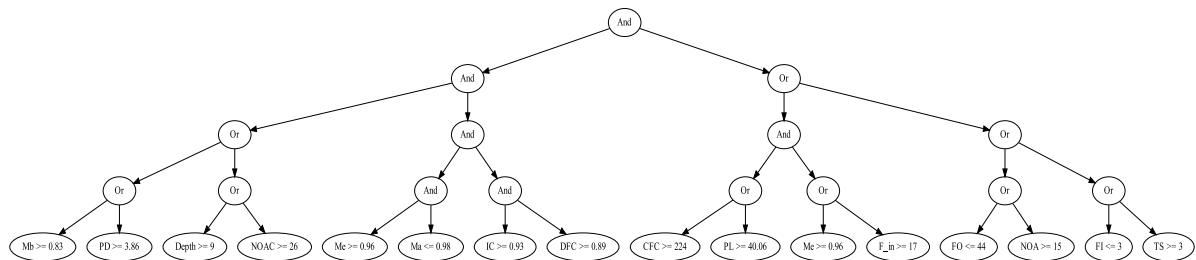 And
And
Or
Or
And
And
Or
Or
Or
And
And
Or
Or
Or
Or
Mb >= 0.83
PD >= 3.86
Depth >= 9
NOAC >= 26
Me >= 0.96
Ma <= 0.98
IC >= 0.93
DFC >= 0.89
CFC >= 224
PL >= 40.06
Me >= 0.96
F_in >= 17
FO <= 44
NOA >= 15
FI <= 3
TS >= 3